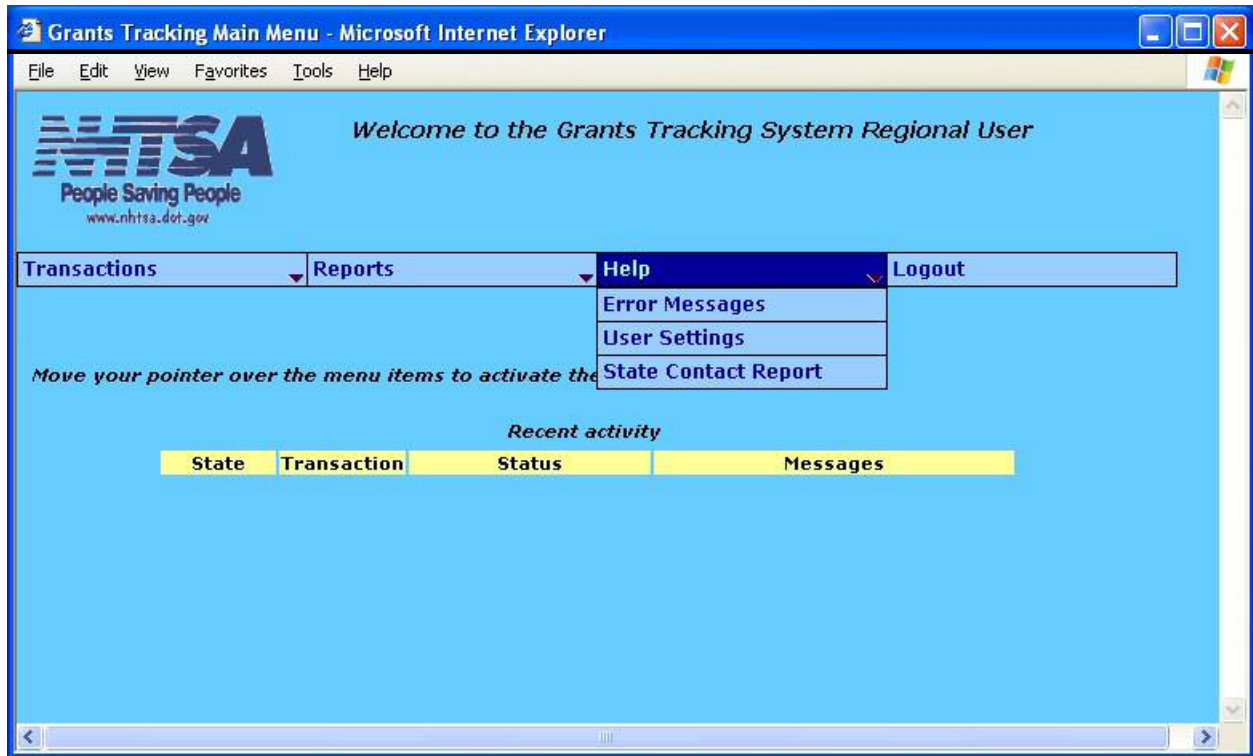 Grants Tracking Main Menu - Microsoft Internet Explorer
File Edit View Favorites Tools Help
NHTSA
People Saving People
www.nhtsa.dot.gov
Welcome to the Grants Tracking System Regional User
Transactions Reports Help Logout
Error Messages
User Settings
State Contact Report
Move your pointer over the menu items to activate the
Recent activity
State Transaction Status Messages